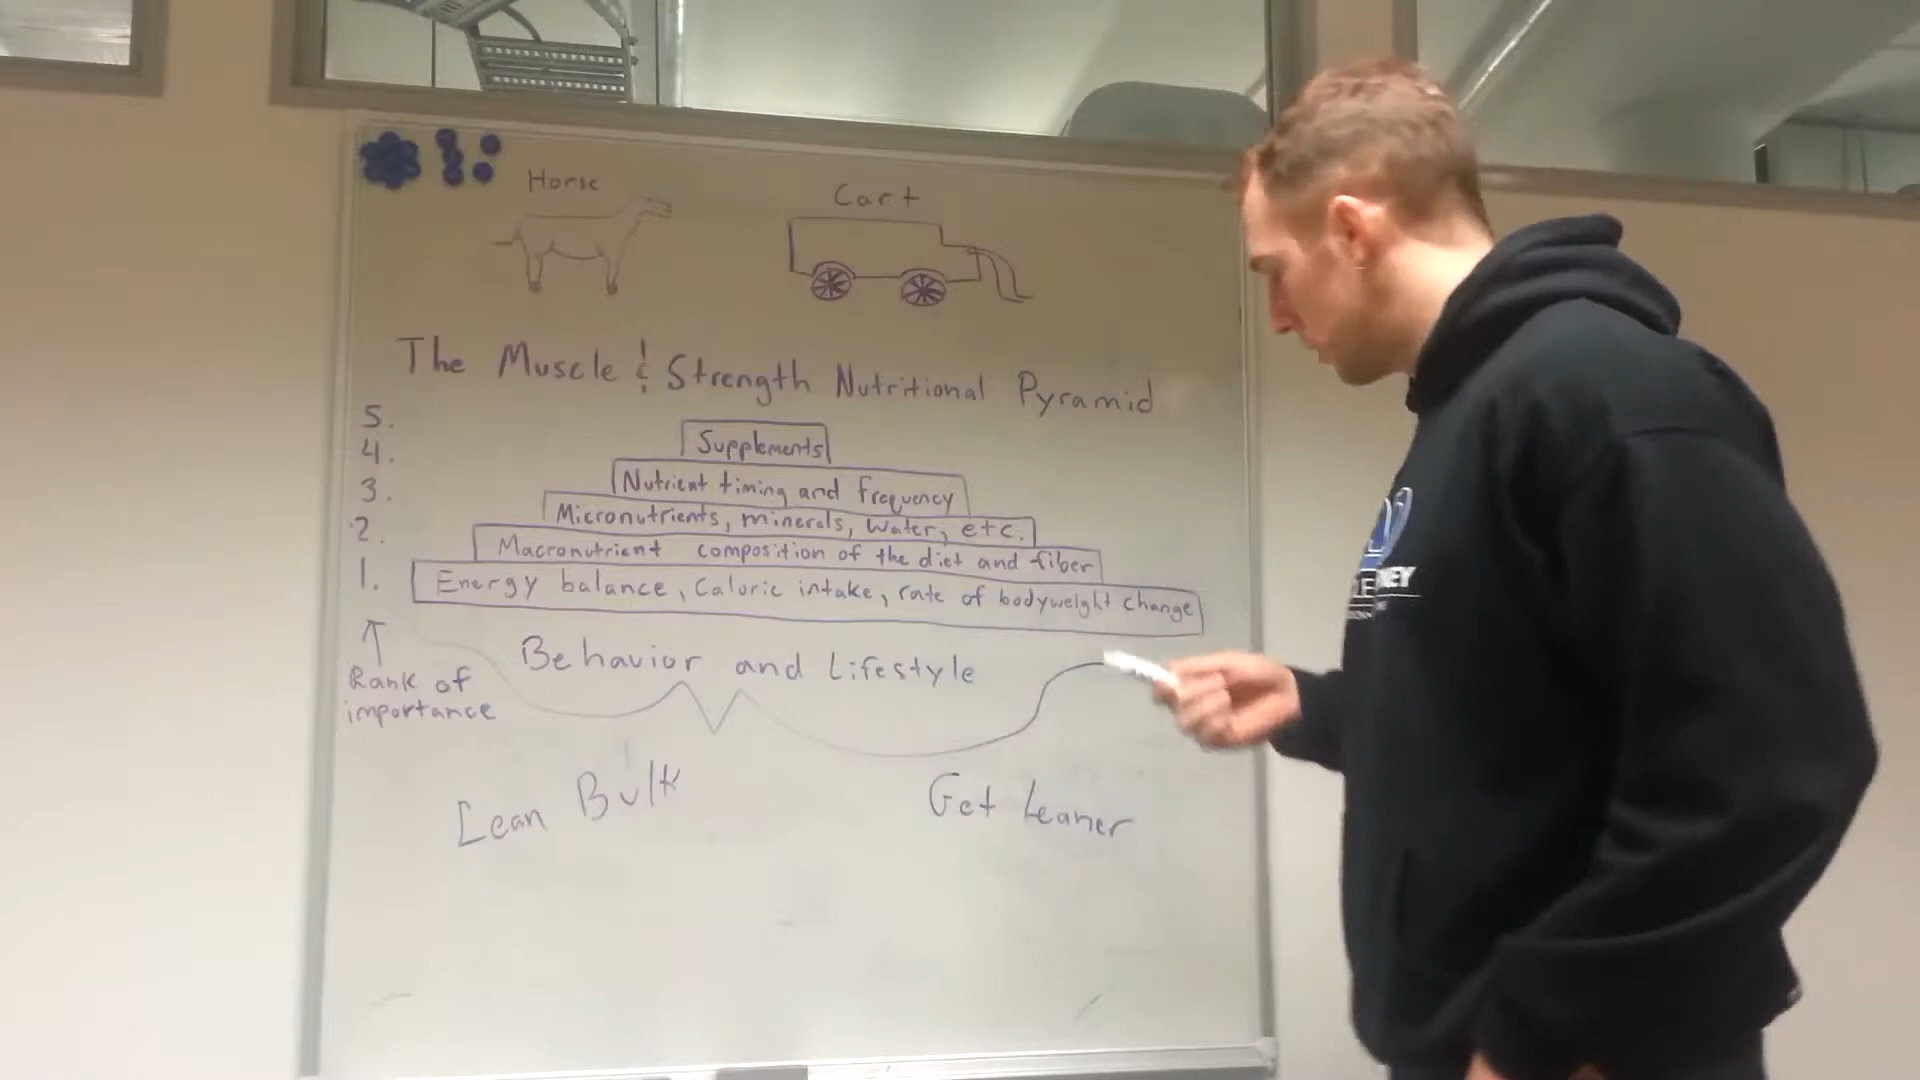 Horse
Cart
The Muscle & Strength Nutritional Pyramid
5.
Supplements
4.
Nutrient timing and frequency
3.
Micronutrients, minerals, water, etc.
2.
Macronutrient composition of the diet and fiber
1.
Energy balance, Caloric intake, rate of bodyweight change
Behavior and Lifestyle
Rank of
importance
Lean Bulk
Get Leaner